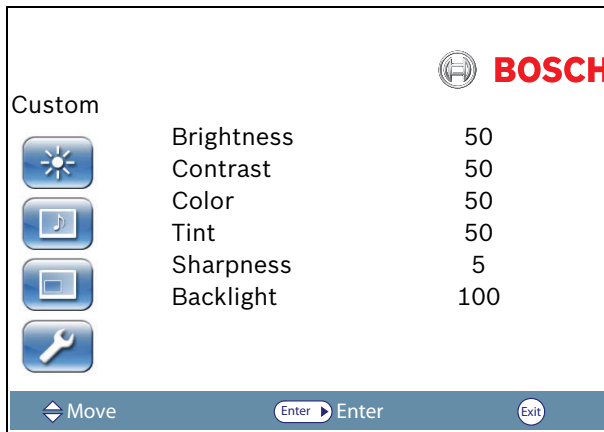 BOSCH
Custom
Brightness 50
Contrast 50
Color 50
Tint 50
Sharpness 5
Backlight 100
Move Enter Enter Exit